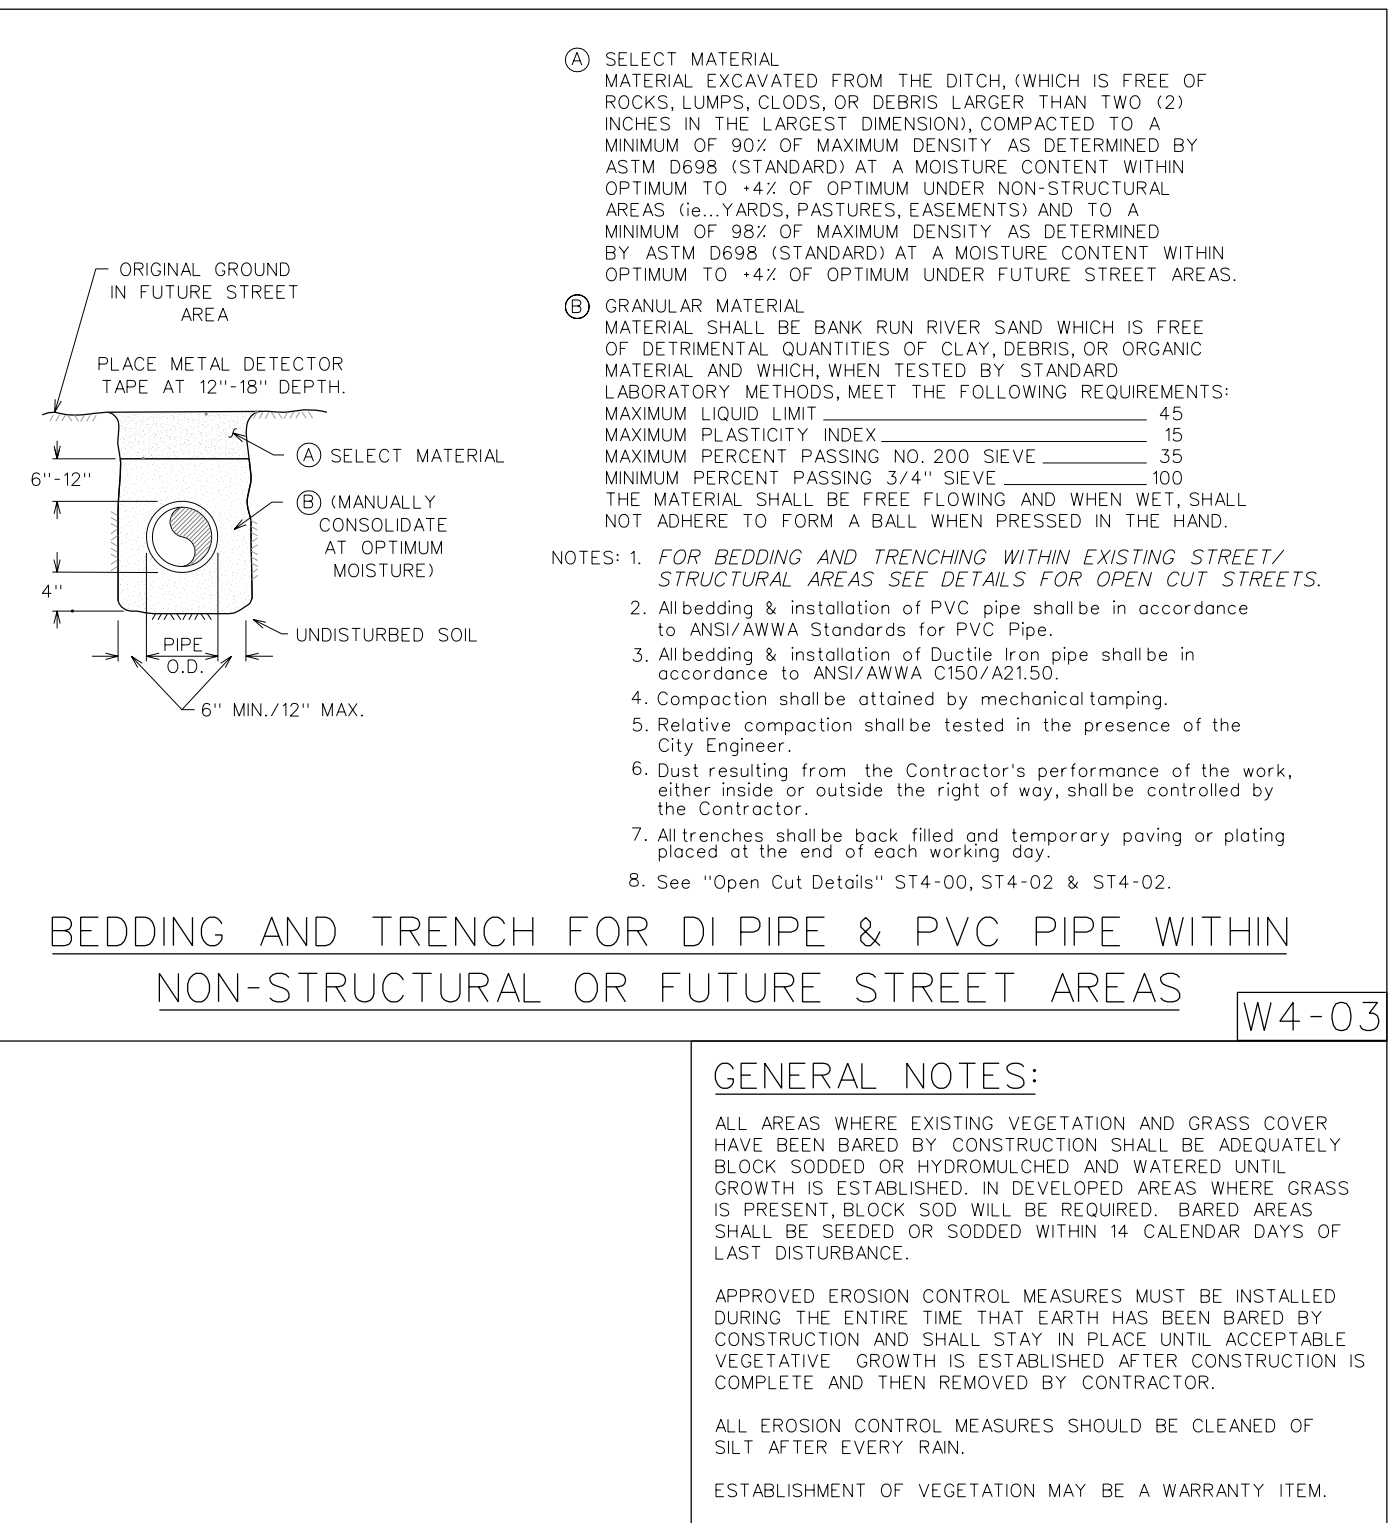 ORIGINAL GROUND
IN FUTURE STREET
AREA
PLACE METAL DETECTOR
TAPE AT 12"-18" DEPTH.
A SELECT MATERIAL
6"-12"
B (MANUALLY
CONSOLIDATE
AT OPTIMUM
MOISTURE)
4"
UNDISTURBED SOIL
PIPE
O.D.
6" MIN./12" MAX.
A SELECT MATERIAL
MATERIAL EXCAVATED FROM THE DITCH, (WHICH IS FREE OF
ROCKS, LUMPS, CLODS, OR DEBRIS LARGER THAN TWO (2)
INCHES IN THE LARGEST DIMENSION), COMPACTED TO A
MINIMUM OF 90% OF MAXIMUM DENSITY AS DETERMINED BY
ASTM D698 (STANDARD) AT A MOISTURE CONTENT WITHIN
OPTIMUM TO +4% OF OPTIMUM UNDER NON-STRUCTURAL
AREAS (ie...YARDS, PASTURES, EASEMENTS) AND TO A
MINIMUM OF 98% OF MAXIMUM DENSITY AS DETERMINED
BY ASTM D698 (STANDARD) AT A MOISTURE CONTENT WITHIN
OPTIMUM TO +4% OF OPTIMUM UNDER FUTURE STREET AREAS.
B GRANULAR MATERIAL
MATERIAL SHALL BE BANK RUN RIVER SAND WHICH IS FREE
OF DETRIMENTAL QUANTITIES OF CLAY, DEBRIS, OR ORGANIC
MATERIAL AND WHICH, WHEN TESTED BY STANDARD
LABORATORY METHODS, MEET THE FOLLOWING REQUIREMENTS:
MAXIMUM LIQUID LIMIT 45
MAXIMUM PLASTICITY INDEX 15
MAXIMUM PERCENT PASSING NO. 200 SIEVE 35
MINIMUM PERCENT PASSING 3/4" SIEVE 100
THE MATERIAL SHALL BE FREE FLOWING AND WHEN WET, SHALL
NOT ADHERE TO FORM A BALL WHEN PRESSED IN THE HAND.
NOTES: 1. FOR BEDDING AND TRENCHING WITHIN EXISTING STREET/
STRUCTURAL AREAS SEE DETAILS FOR OPEN CUT STREETS.
2. All bedding & installation of PVC pipe shall be in accordance
to ANSI/AWWA Standards for PVC Pipe.
3. All bedding & installation of Ductile Iron pipe shall be in
accordance to ANSI/AWWA C150/A21.50.
4. Compaction shall be attained by mechanical tamping.
5. Relative compaction shall be tested in the presence of the
City Engineer.
6. Dust resulting from the Contractor's performance of the work,
either inside or outside the right of way, shall be controlled by
the Contractor.
7. All trenches shall be back filled and temporary paving or plating
placed at the end of each working day.
8. See "Open Cut Details" ST4-00, ST4-02 & ST4-02.
BEDDING AND TRENCH FOR DI PIPE & PVC PIPE WITHIN
NON-STRUCTURAL OR FUTURE STREET AREAS
W4-03
GENERAL NOTES:
ALL AREAS WHERE EXISTING VEGETATION AND GRASS COVER
HAVE BEEN BARED BY CONSTRUCTION SHALL BE ADEQUATELY
BLOCK SODDED OR HYDROMULCHED AND WATERED UNTIL
GROWTH IS ESTABLISHED. IN DEVELOPED AREAS WHERE GRASS
IS PRESENT, BLOCK SOD WILL BE REQUIRED. BARED AREAS
SHALL BE SEEDED OR SODDED WITHIN 14 CALENDAR DAYS OF
LAST DISTURBANCE.
APPROVED EROSION CONTROL MEASURES MUST BE INSTALLED
DURING THE ENTIRE TIME THAT EARTH HAS BEEN BARED BY
CONSTRUCTION AND SHALL STAY IN PLACE UNTIL ACCEPTABLE
VEGETATIVE GROWTH IS ESTABLISHED AFTER CONSTRUCTION IS
COMPLETE AND THEN REMOVED BY CONTRACTOR.
ALL EROSION CONTROL MEASURES SHOULD BE CLEANED OF
SILT AFTER EVERY RAIN.
ESTABLISHMENT OF VEGETATION MAY BE A WARRANTY ITEM.